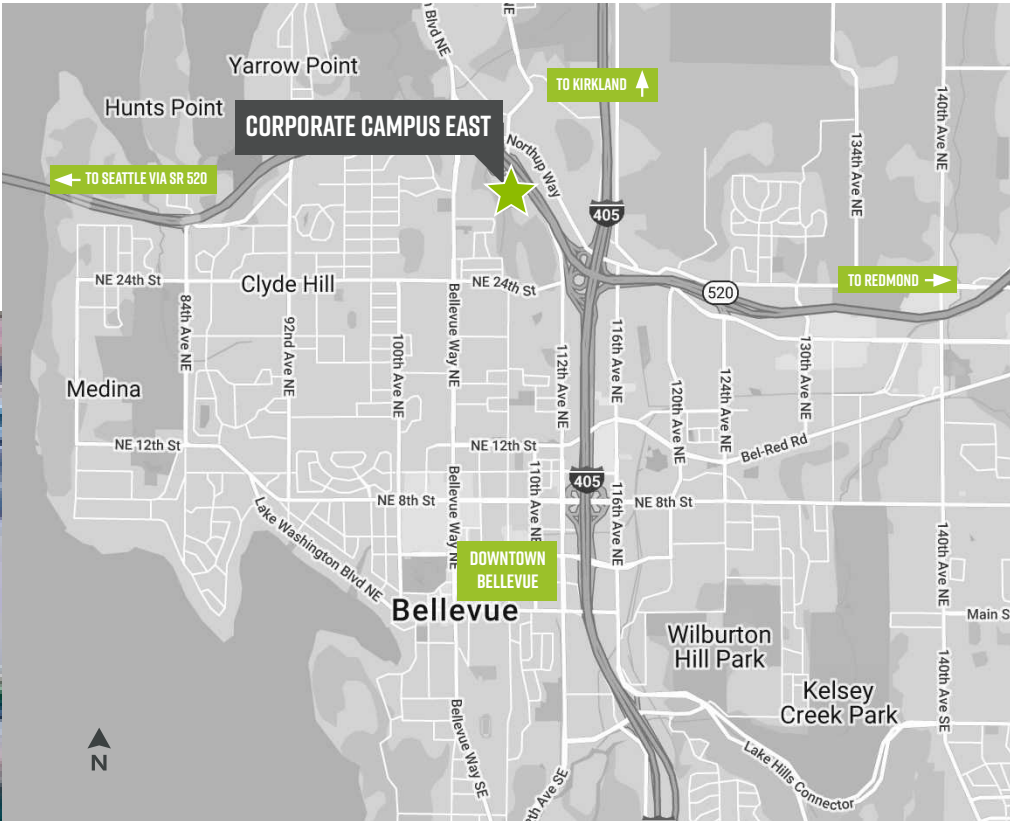 Blvd NE
NE
Yarrow Point
TO KIRKLAND
Hunts Point
140th Ave NE
CORPORATE CAMPUS EAST
134th Ave NE
Northup Way
TO SEATTLE VIA SR 520
405
NE 24th St
Clyde Hill
NE 24th St
520
TO REDMOND
84th Ave NE
92nd Ave NE
100th Ave NE
Bellevue Way NE
112th Ave NE
116th Ave NE
120th Ave NE
124th Ave NE
130th Ave NE
Medina
NE 12th St
NE 12th St
Bel-Red Rd
405
Lake Washington Blvd NE
NE 8th St
Bellevue Way NE
110th Ave NE
116th Ave NE
NE 8th St
140th Ave NE
DOWNTOWN
BELLEVUE
Bellevue
Main S
Wilburton
Hill Park
Kelsey
Creek Park
140th Ave SE
Bellevue Way SE
th Ave SE
Lake Hills Connector
N